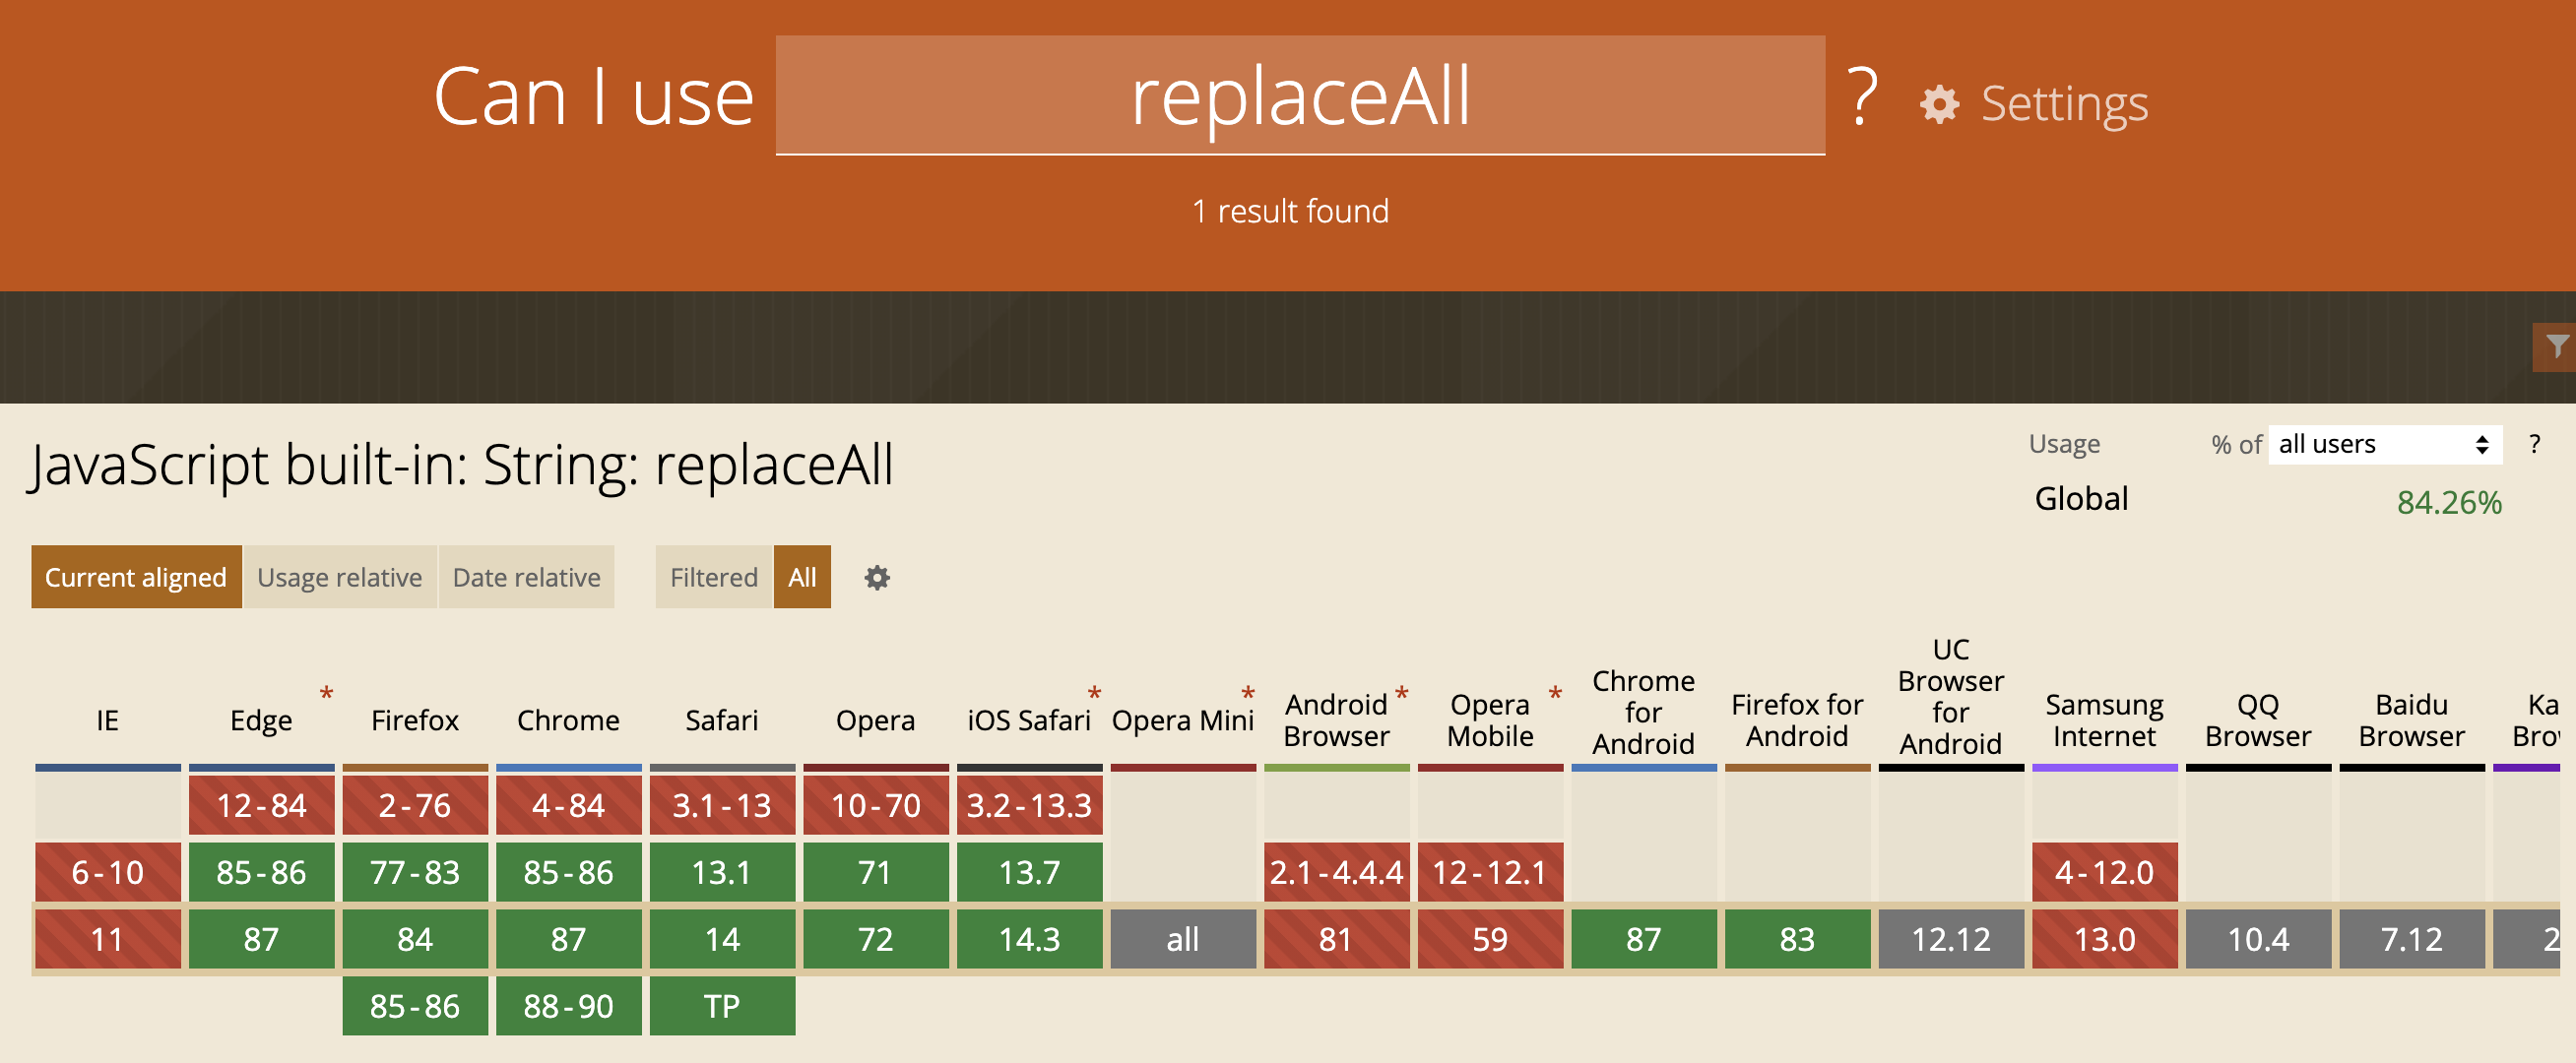 Can I use replaceAll ? Settings
1 result found
JavaScript built-in: String: replaceAll
Usage % of all users ?
Global 84.26%
Current aligned Usage relative Date relative Filtered All
IE
Edge *
Firefox
Chrome
Safari
Opera
iOS Safari *
Opera Mini *
Android *
Browser
Opera *
Mobile
Chrome
for
Android
Firefox for
Android
UC
Browser
for
Android
Samsung
Internet
QQ
Browser
Baidu
Browser
12-84 2-76 4-84 3.1-13 10-70 3.2-13.3
6-10 85-86 77-83 85-86 13.1 71 13.7 2.1-4.4.4 12-12.1 4-12.0
11 87 84 87 14 72 14.3 all 81 59 87 83 12.12 13.0 10.4 7.12
85-86 88-90 TP